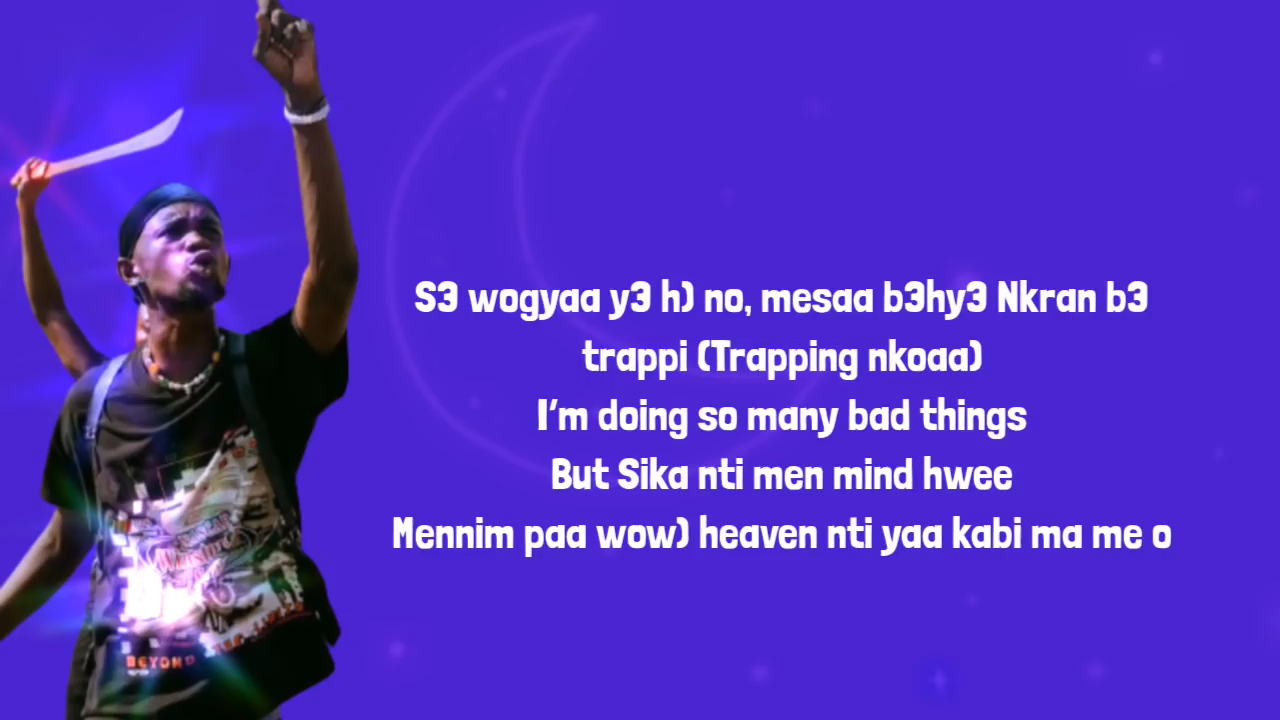 S3 wogyaa y3 h) no, mesaa b3hy3 Nkran b3
trappi (Trapping nkoaa)
I'm doing so many bad things
But Sika nti men mind hwee
Mennim paa wow) heaven nti yaa kabi ma me o
BEYOND